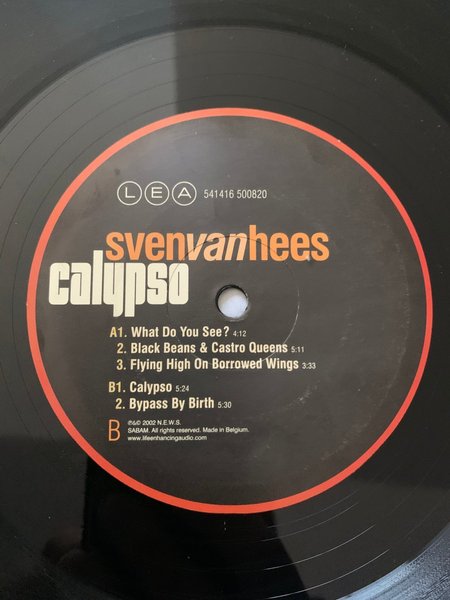 LEA 541416 500820
svenvanhees
calypso
A1. What Do You See? 4:12
2. Black Beans & Castro Queens 5:11
3. Flying High On Borrowed Wings 3:33
B1. Calypso 5:24
2. Bypass By Birth 5:30
B
℗&© 2002 N.E.W.S.
SABAM. All rights reserved. Made in Belgium.
www.lifeenhancingaudio.com